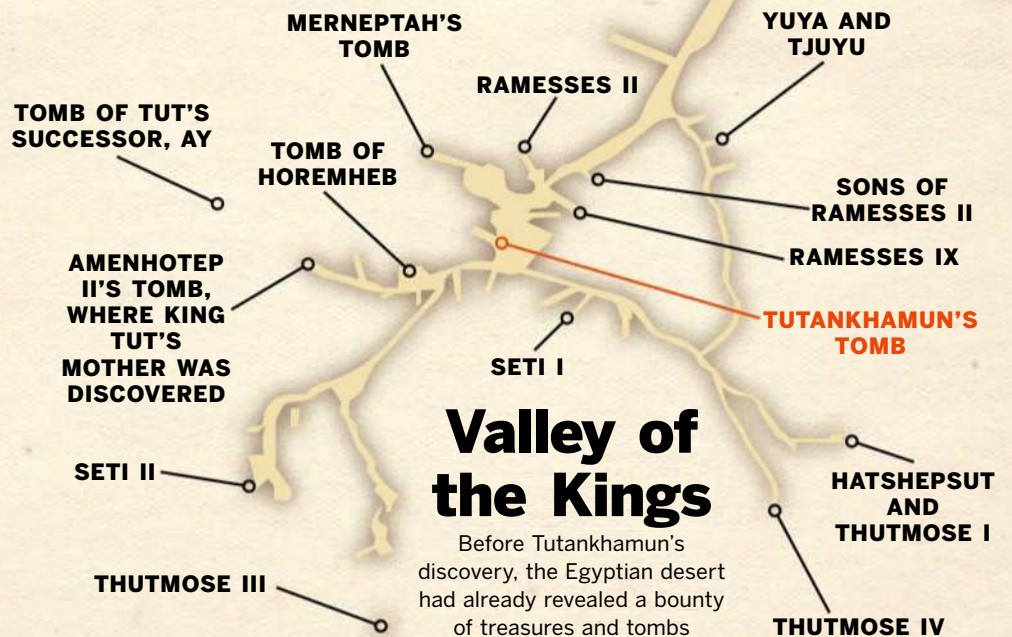 MERNEPTAH'S
TOMB
YUYA AND
TJUYU
RAMESSES II
TOMB OF TUT'S
SUCCESSOR, AY
TOMB OF
HOREMHEB
SONS OF
RAMESSES II
RAMESSES IX
AMENHOTEP
II'S TOMB,
WHERE KING
TUT'S
MOTHER WAS
DISCOVERED
TUTANKHAMUN'S
TOMB
SETI I
Valley of
the Kings
SETI II
HATSHEPSUT
AND
THUTMOSE I
Before Tutankhamun's
discovery, the Egyptian desert
had already revealed a bounty
of treasures and tombs
THUTMOSE III
THUTMOSE IV